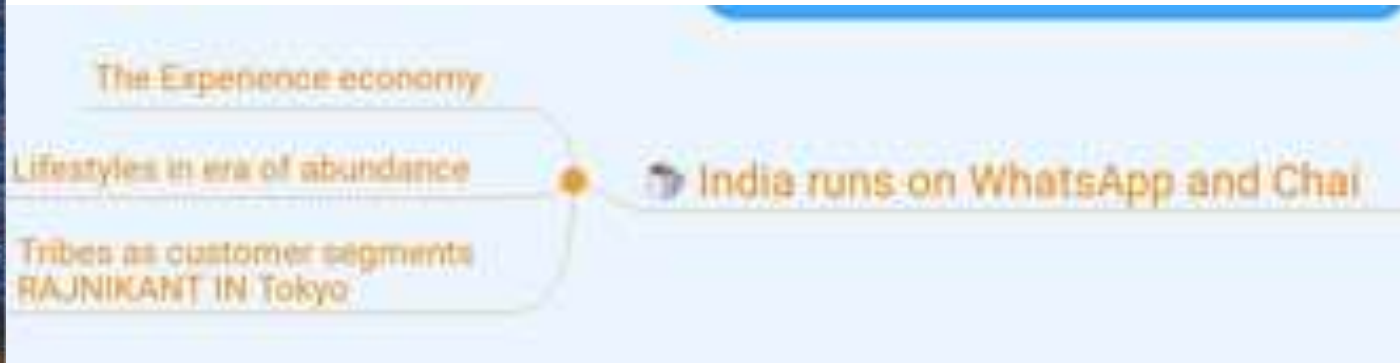 The Experience economy
Lifestyles in era of abundance
India runs on WhatsApp and Chai
Tribes as customer segments
RAJNIKANT IN Tokyo